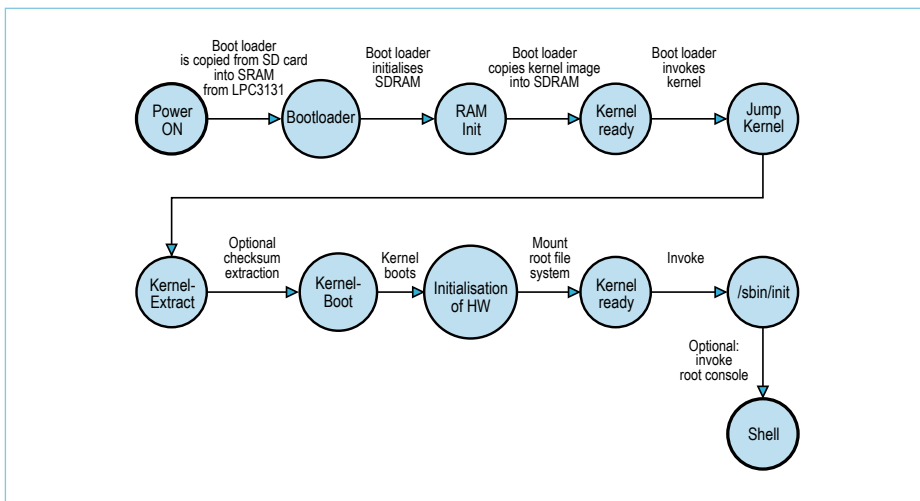 Boot loader
is copied from SD card
into SRAM
from LPC3131
Boot loader
initialises
SDRAM
Boot loader
copies kernel image
into SDRAM
Boot loader
invokes
kernel
Power
ON
Bootloader
RAM
Init
Kernel
ready
Jump
Kernel
Optional
checksum
extraction
Kernel
boots
Mount
root file
system
Invoke
Kernel-
Extract
Kernel-
Boot
Initialisation
of HW
Kernel
ready
/sbin/init
Optional:
invoke
root console
Shell